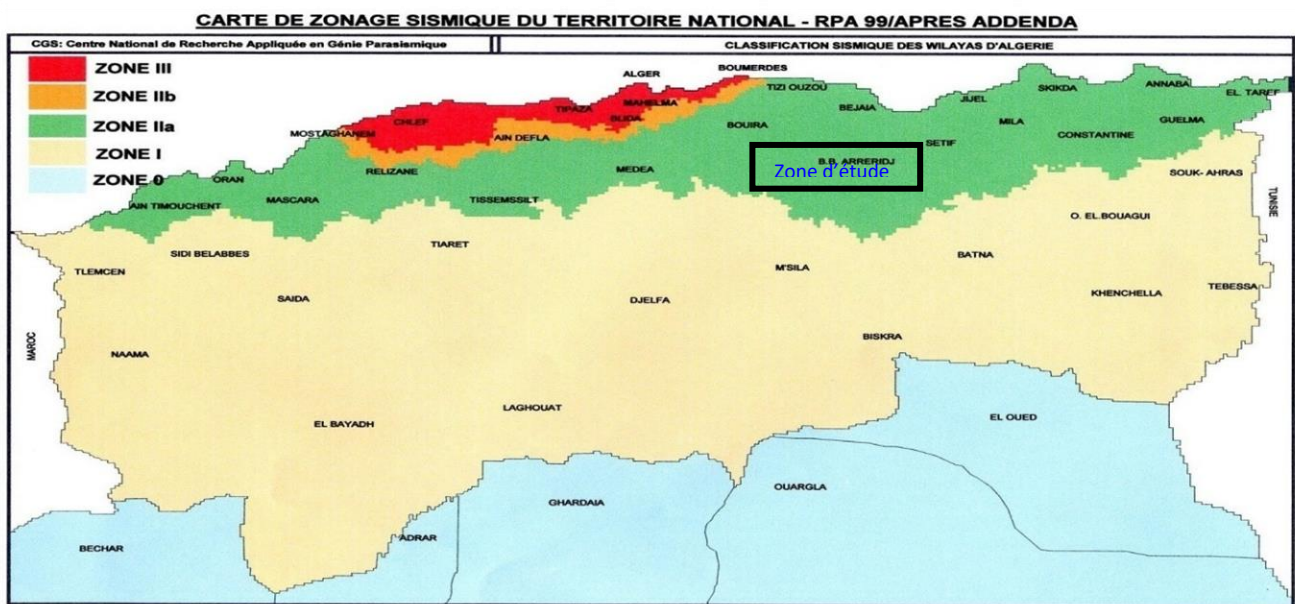 CARTE DE ZONAGE SISMIQUE DU TERRITOIRE NATIONAL - RPA 99/APRES ADDENDA
CGS: Centre National de Recherche Appliquée en Génie Parasismique
CLASSIFICATION SISMIQUE DES WILAYAS D'ALGERIE
ZONE III
ZONE IIb
ZONE IIa
ZONE I
ZONE 0
BOUMERDES
ALGER
TIZI OUZOU
SKIKDA
ANNABA
EL. TAREF
JIJEL
MAHELMA
TIPAZA
BEJAIA
CHLEF
BLIDA
MILA
GUELMA
MOSTAGHANEM
AIN DEFLA
BOUIRA
CONSTANTINE
SETIF
B.B. ARRERIDJ
Zone d'étude
RELIZANE
MEDEA
SOUK- AHRAS
ORAN
MASCARA
TISSEMSSILT
AIN TIMOUCHENT
TUNISIE
O. EL.BOUAGUI
TIARET
SIDI BELABBES
BATNA
TLEMCEN
M'SILA
SAIDA
DJELFA
KHENCHELLA
TEBESSA
MAROC
BISKRA
NAAMA
LAGHOUAT
EL OUED
EL BAYADH
OUARGLA
GHARDAIA
ADRAR
BECHAR